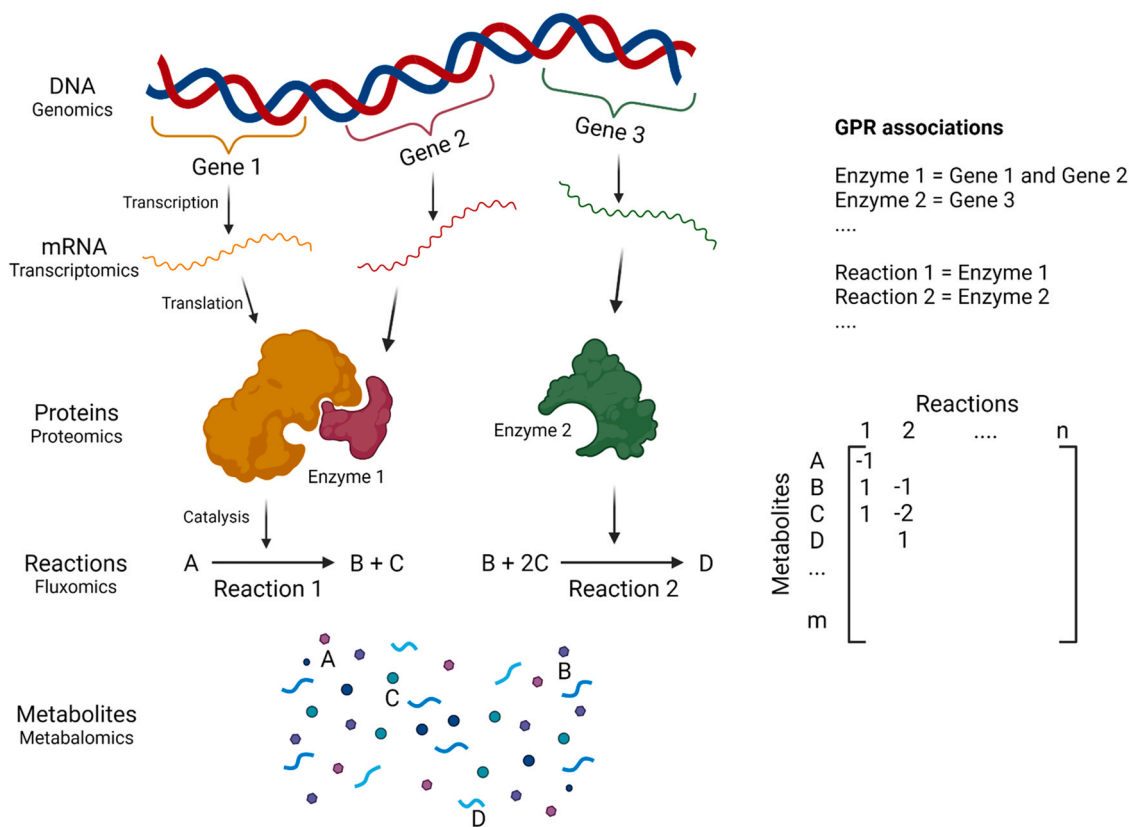 DNA
Genomics
Gene 1
Gene 2
Gene 3
Transcription
mRNA
Transcriptomics
Translation
Proteins
Proteomics
Enzyme 1
Enzyme 2
Catalysis
Reactions
Fluxomics
A
B + C
Reaction 1
B + 2C
D
Reaction 2
Metabolites
Metabalomics
A
B
C
D
GPR associations
Enzyme 1 = Gene 1 and Gene 2
Enzyme 2 = Gene 3
....
Reaction 1 = Enzyme 1
Reaction 2 = Enzyme 2
....
Reactions
1 2 .... n
Metabolites
A -1
B 1 -1
C 1 -2
D 1
...
m